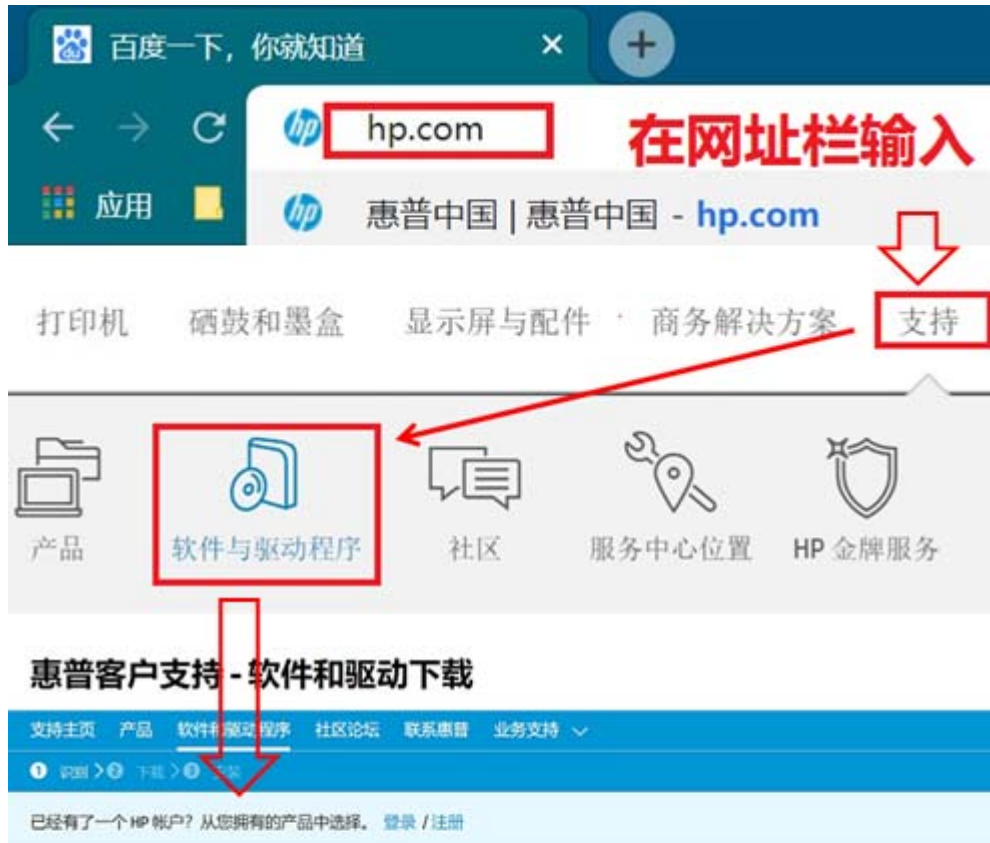 百度一下，你就知道
hp.com
在网址栏输入
应用
惠普中国 | 惠普中国 - hp.com
打印机 硒鼓和墨盒 显示屏与配件 商务解决方案 支持
产品 软件与驱动程序 社区 服务中心位置 HP 金牌服务
惠普客户支持 - 软件和驱动下载
支持主页 产品 软件和驱动程序 社区论坛 联系惠普 业务支持
1 识别 > 2 下载 > 3
已经有了一个 HP 帐户？从您拥有的产品中选择。 登录 / 注册